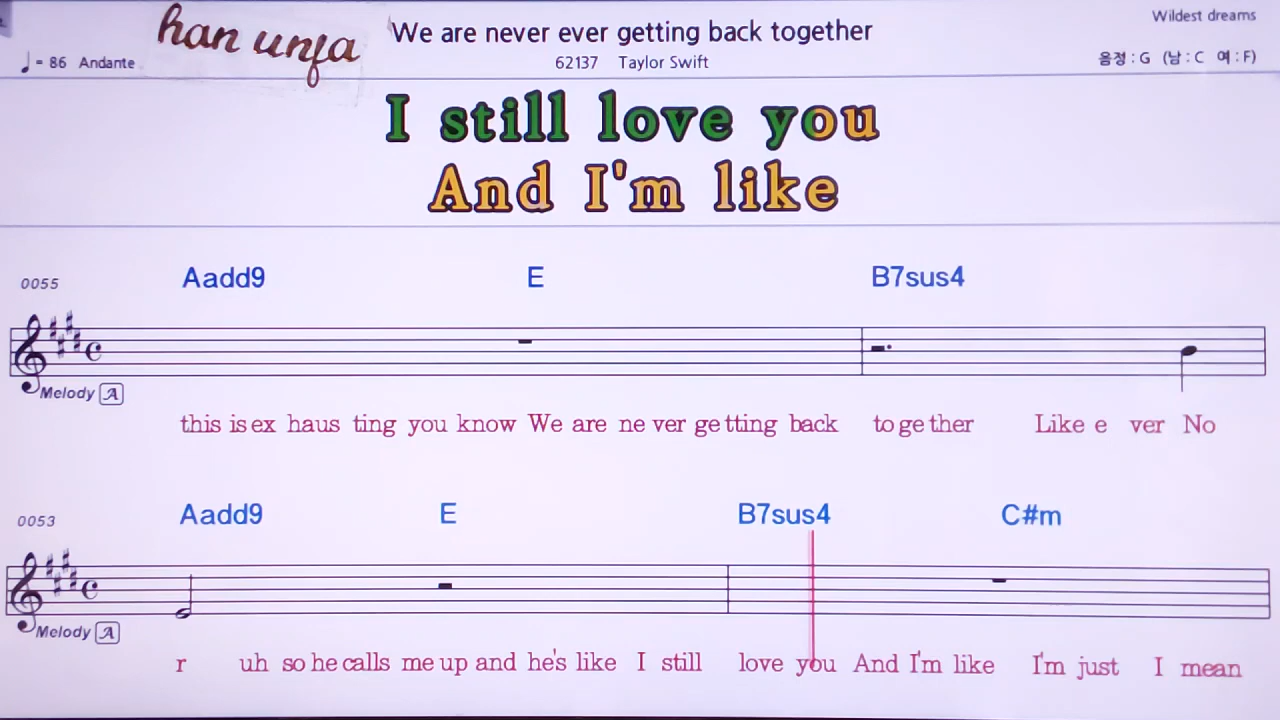 han unfa
We are never ever getting back together
Wildest dreams
♩= 86 Andante
62137 Taylor Swift
음정 : G (남 : C 여 : F)
I still love you
And I'm like
0055
Aadd9 E B7sus4
Melody A
this is ex haus ting you know We are ne ver ge tting back to ge ther Like e ver No
0053
Aadd9 E B7sus4 C#m
Melody A
r uh so he calls me up and he's like I still love you And I'm like I'm just I mean